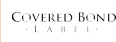 COVERED BOND
· LABEL ·